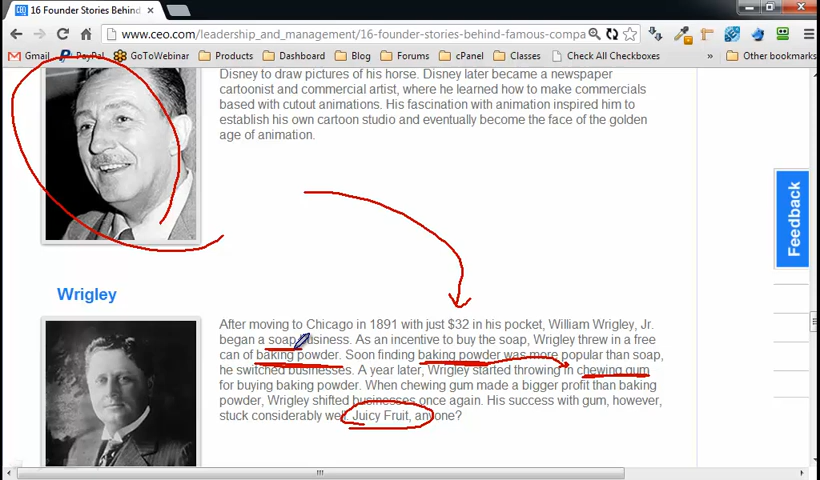 16 Founder Stories Behind
www.ceo.com/leadership_and_management/16-founder-stories-behind-famous-compa
Gmail PayPal GoToWebinar Dashboard Blog Forums cPanel Classes Check All Checkboxes » Other bookmarks
Disney to draw pictures of his horse. Disney later became a newspaper
cartoonist and commercial artist, where he learned how to make commercials
based with cutout animations. His fascination with animation inspired him to
establish his own cartoon studio and eventually become the face of the golden
age of animation.
Feedback
Wrigley
After moving to Chicago in 1891 with just $32 in his pocket, William Wrigley, Jr.
began a soap business. As an incentive to buy the soap, Wrigley threw in a free
can of baking powder. Soon finding baking powder was more popular than soap,
he switched businesses. A year later, Wrigley started throwing in chewing gum
for buying baking powder. When chewing gum made a bigger profit than baking
powder, Wrigley shifted businesses once again. His success with gum, however,
stuck considerably well. Juicy Fruit, anyone?